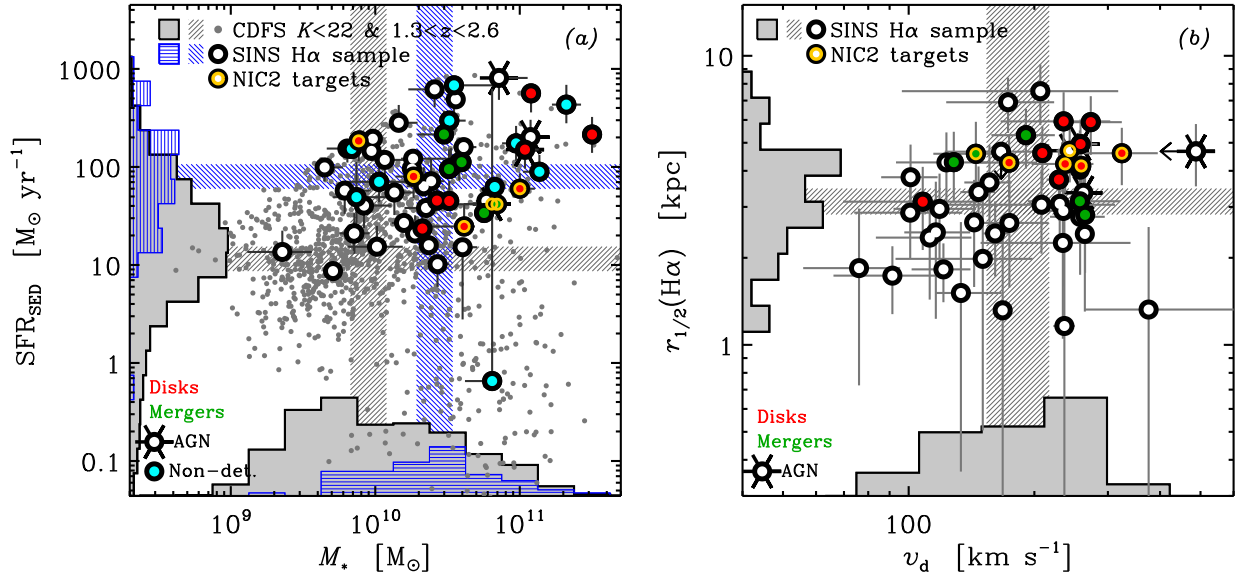 CDFS K<22 & 1.3<z<2.6
(a)
SINS Hα sample
NIC2 targets
1000
100
10
1
0.1
SFR_SED [M⊙ yr⁻¹]
Disks
Mergers
AGN
Non-det.
10⁹
10¹⁰
10¹¹
M* [M⊙]
SINS Hα sample
(b)
NIC2 targets
10
1
r₁/₂(Hα) [kpc]
Disks
Mergers
AGN
100
v_d [km s⁻¹]